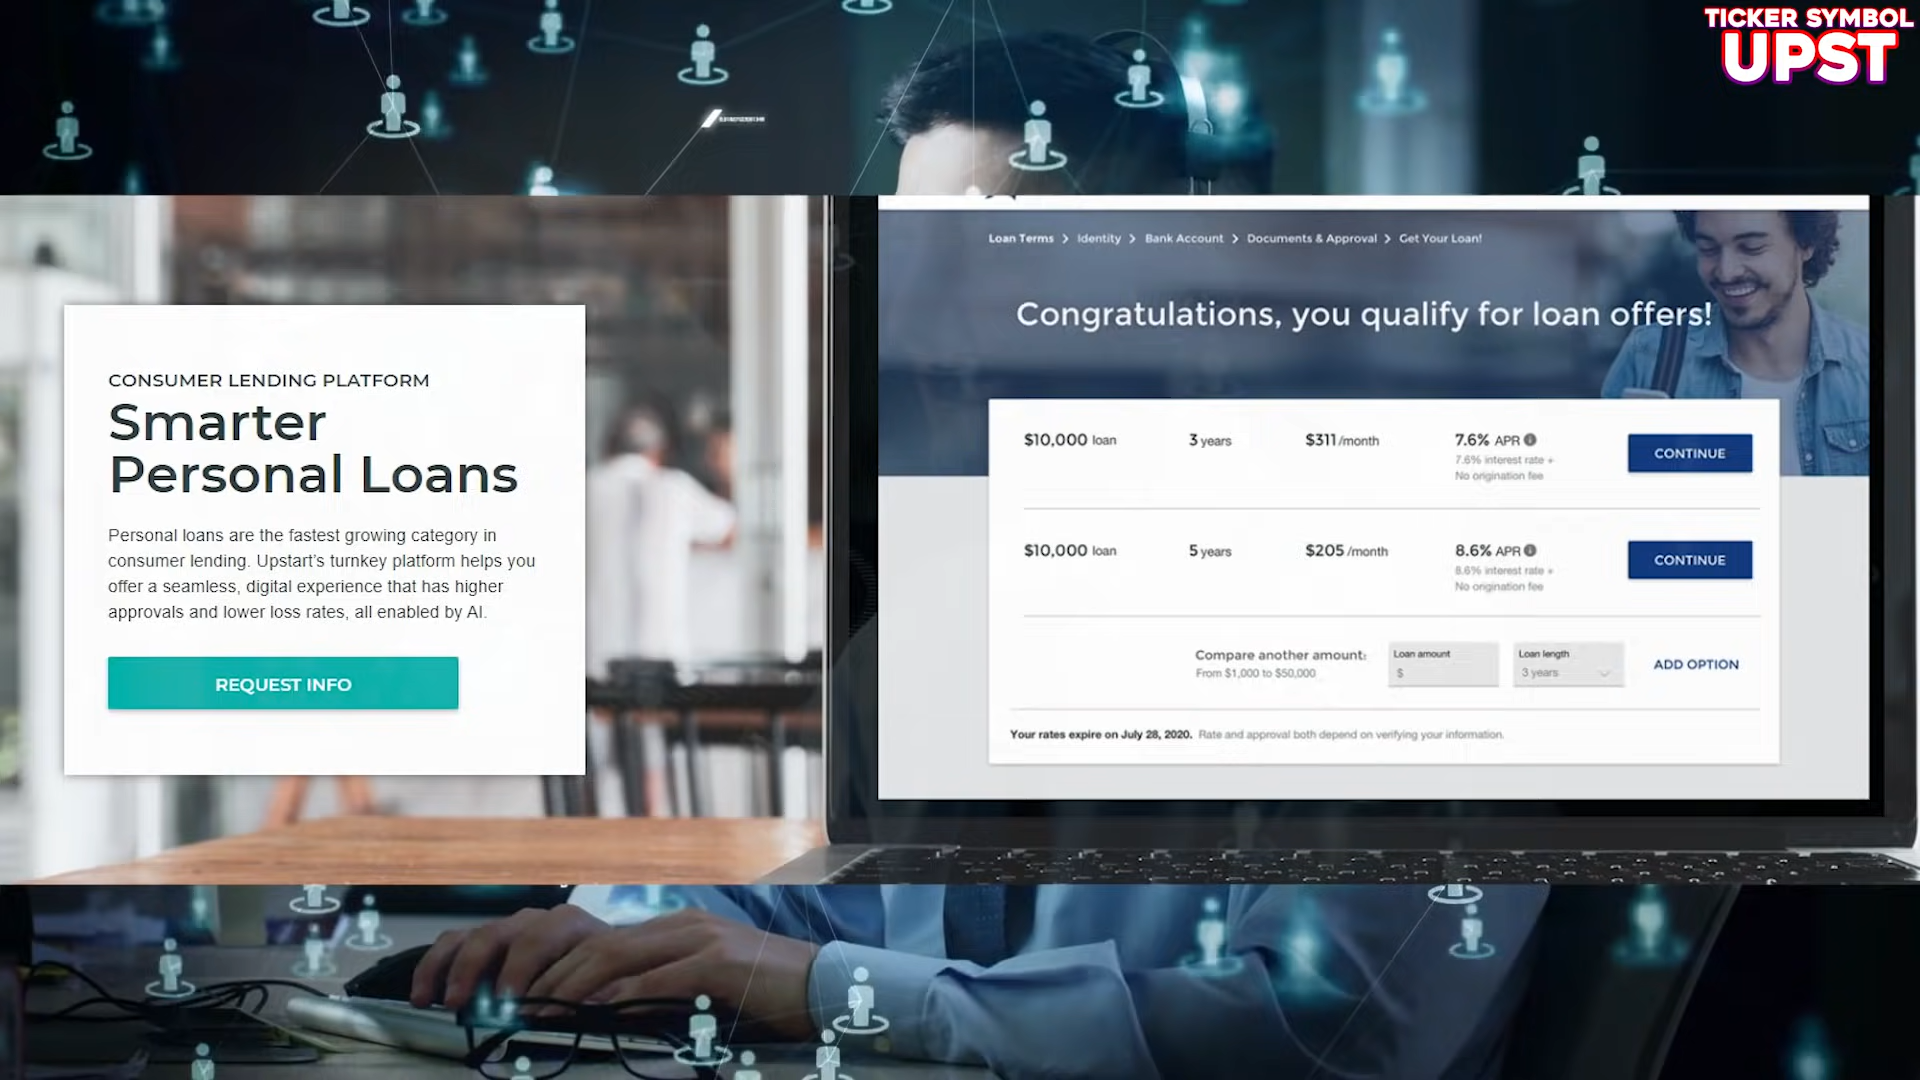 TICKER SYMBOL
UPST
CONSUMER LENDING PLATFORM
Smarter
Personal Loans
Personal loans are the fastest growing category in
consumer lending. Upstart's turnkey platform helps you
offer a seamless, digital experience that has higher
approvals and lower loss rates, all enabled by AI.
REQUEST INFO
Loan Terms > Identity > Bank Account > Documents & Approval > Get Your Loan!
Congratulations, you qualify for loan offers!
$10,000 loan 3 years $311/month 7.6% APR
7.6% interest rate +
No origination fee
CONTINUE
$10,000 loan 5 years $205/month 8.6% APR
8.6% interest rate +
No origination fee
CONTINUE
Compare another amount:
From $1,000 to $50,000
Loan amount
$
Loan length
3 years
ADD OPTION
Your rates expire on July 28, 2020. Rate and approval both depend on verifying your information.